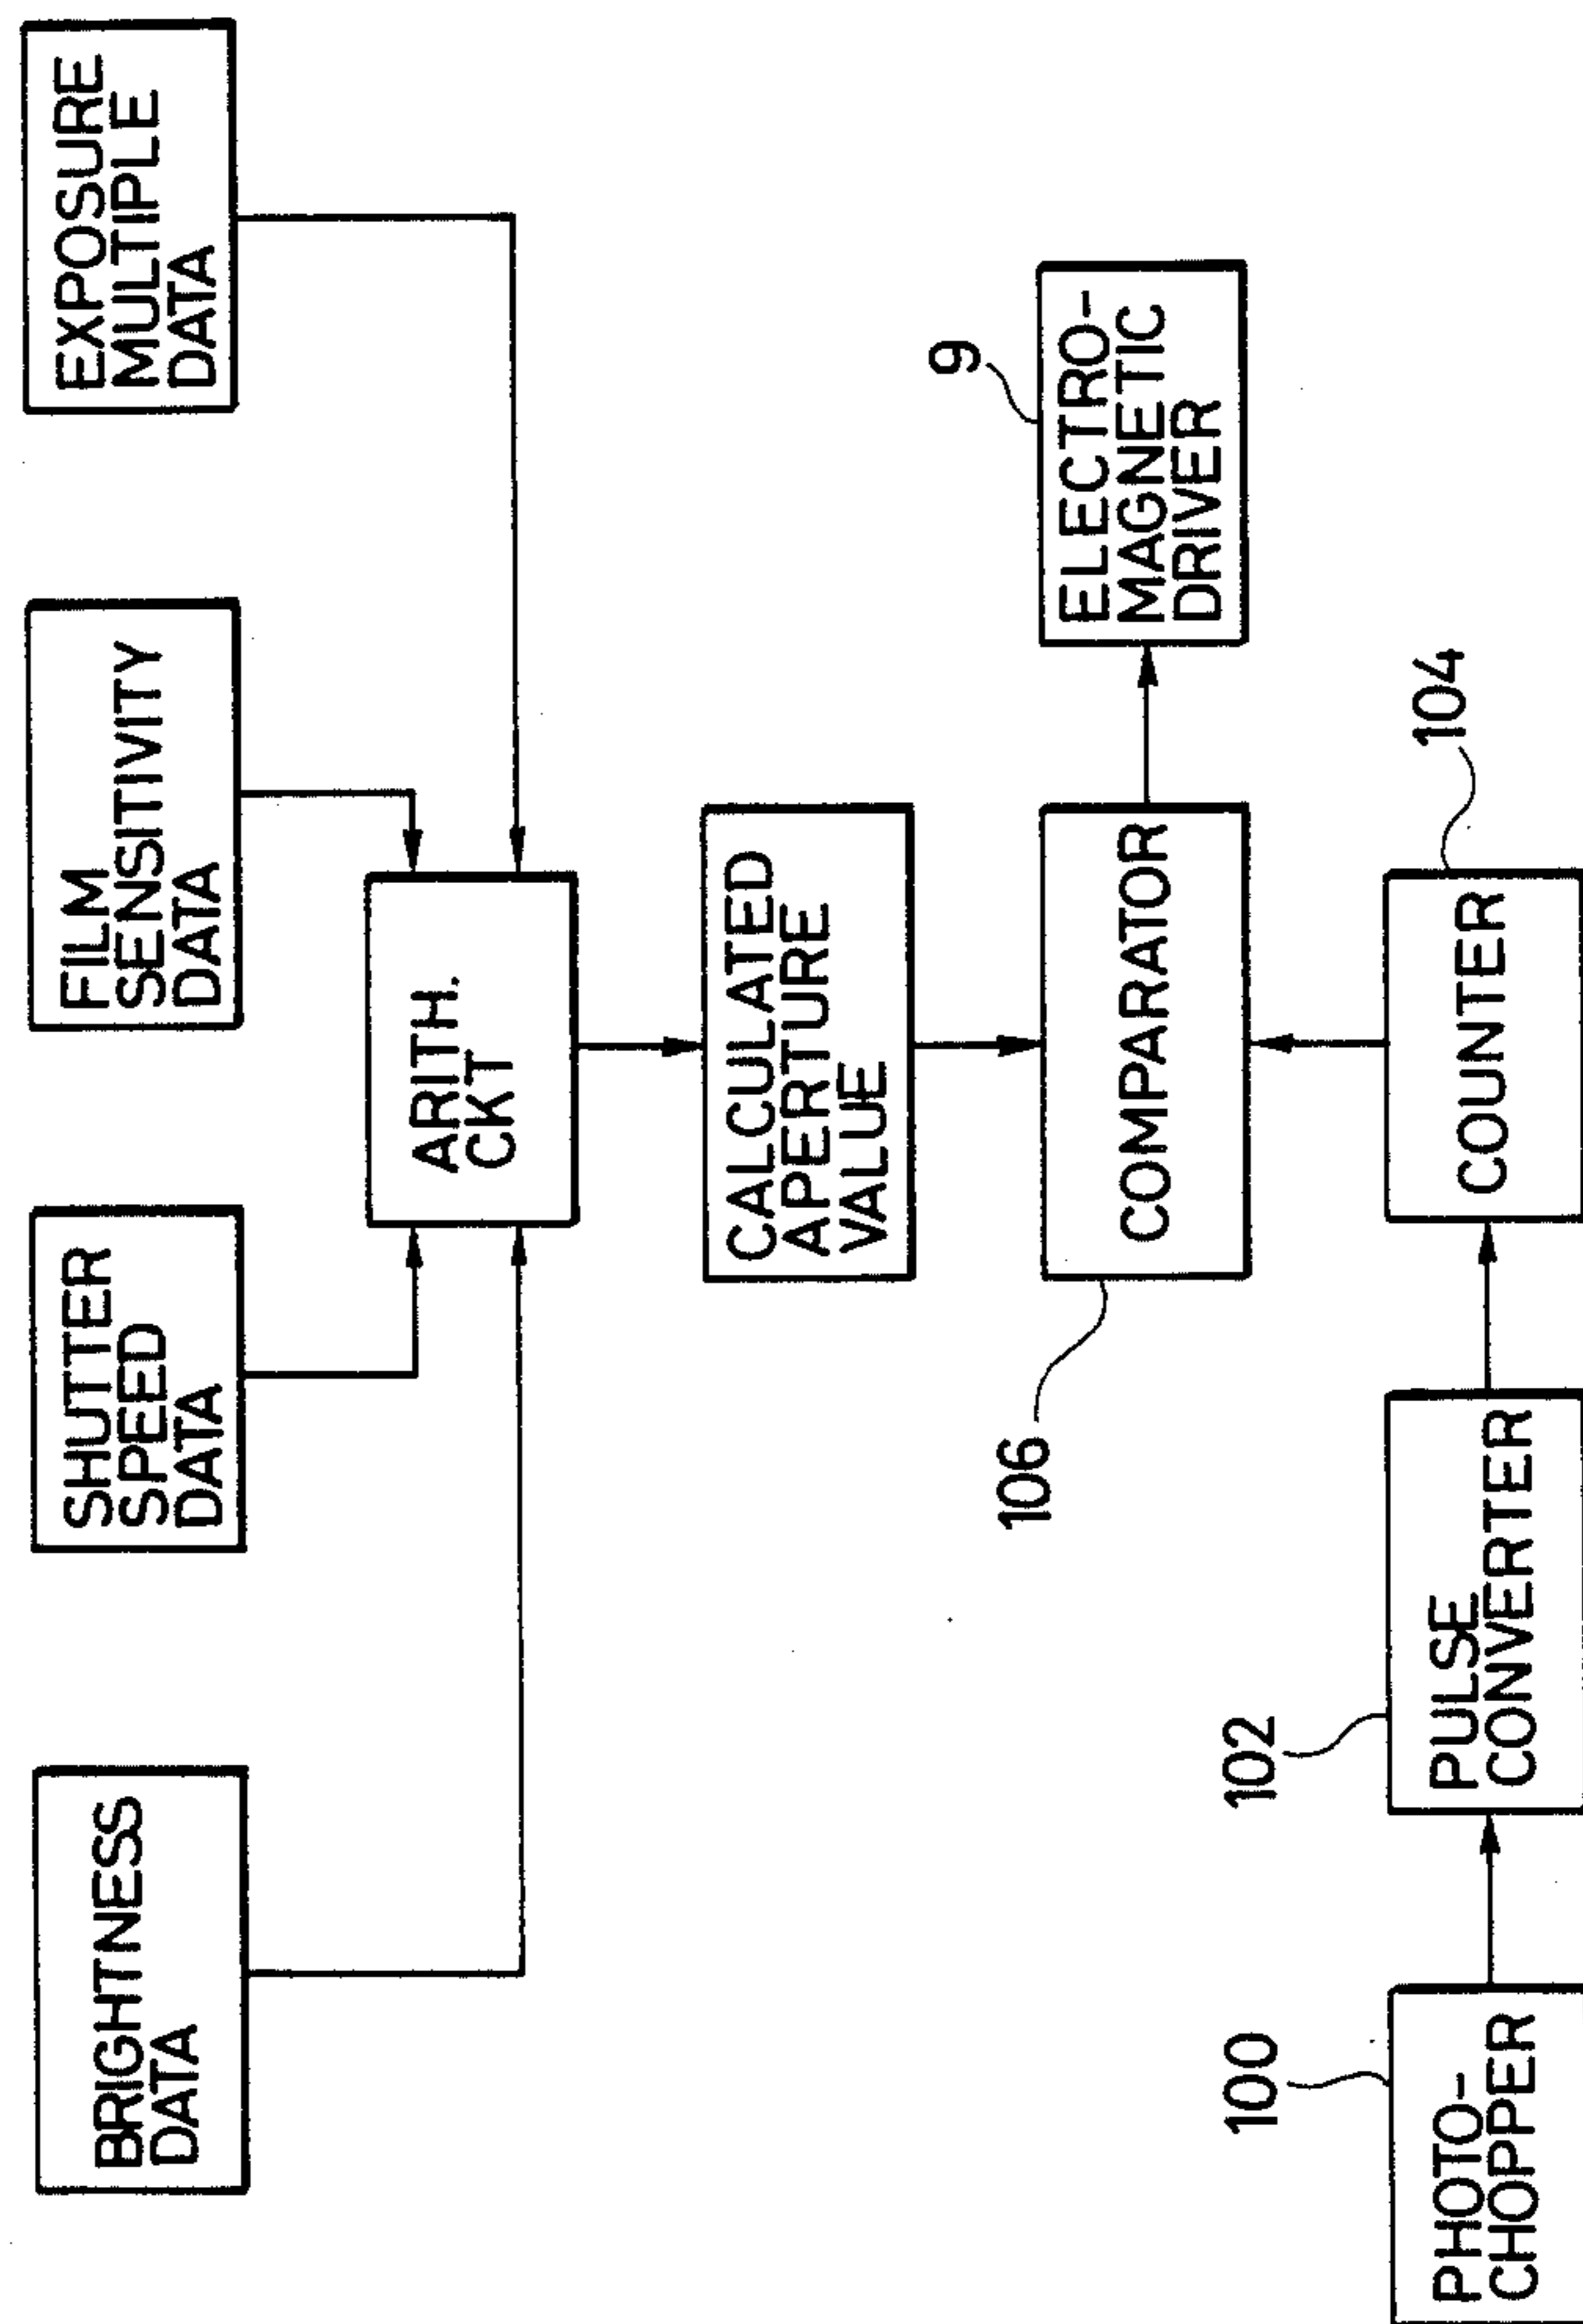 BRIGHTNESS
DATA
SHUTTER
SPEED
DATA
FILM
SENSITIVITY
DATA
EXPOSURE
MULTIPLE
DATA
ARITH.
CKT
CALCULATED
APERTURE
VALUE
9
106
COMPARATOR
ELECTRO-
MAGNETIC
DRIVER
100
102
104
PHOTO-
CHOPPER
PULSE
CONVERTER
COUNTER